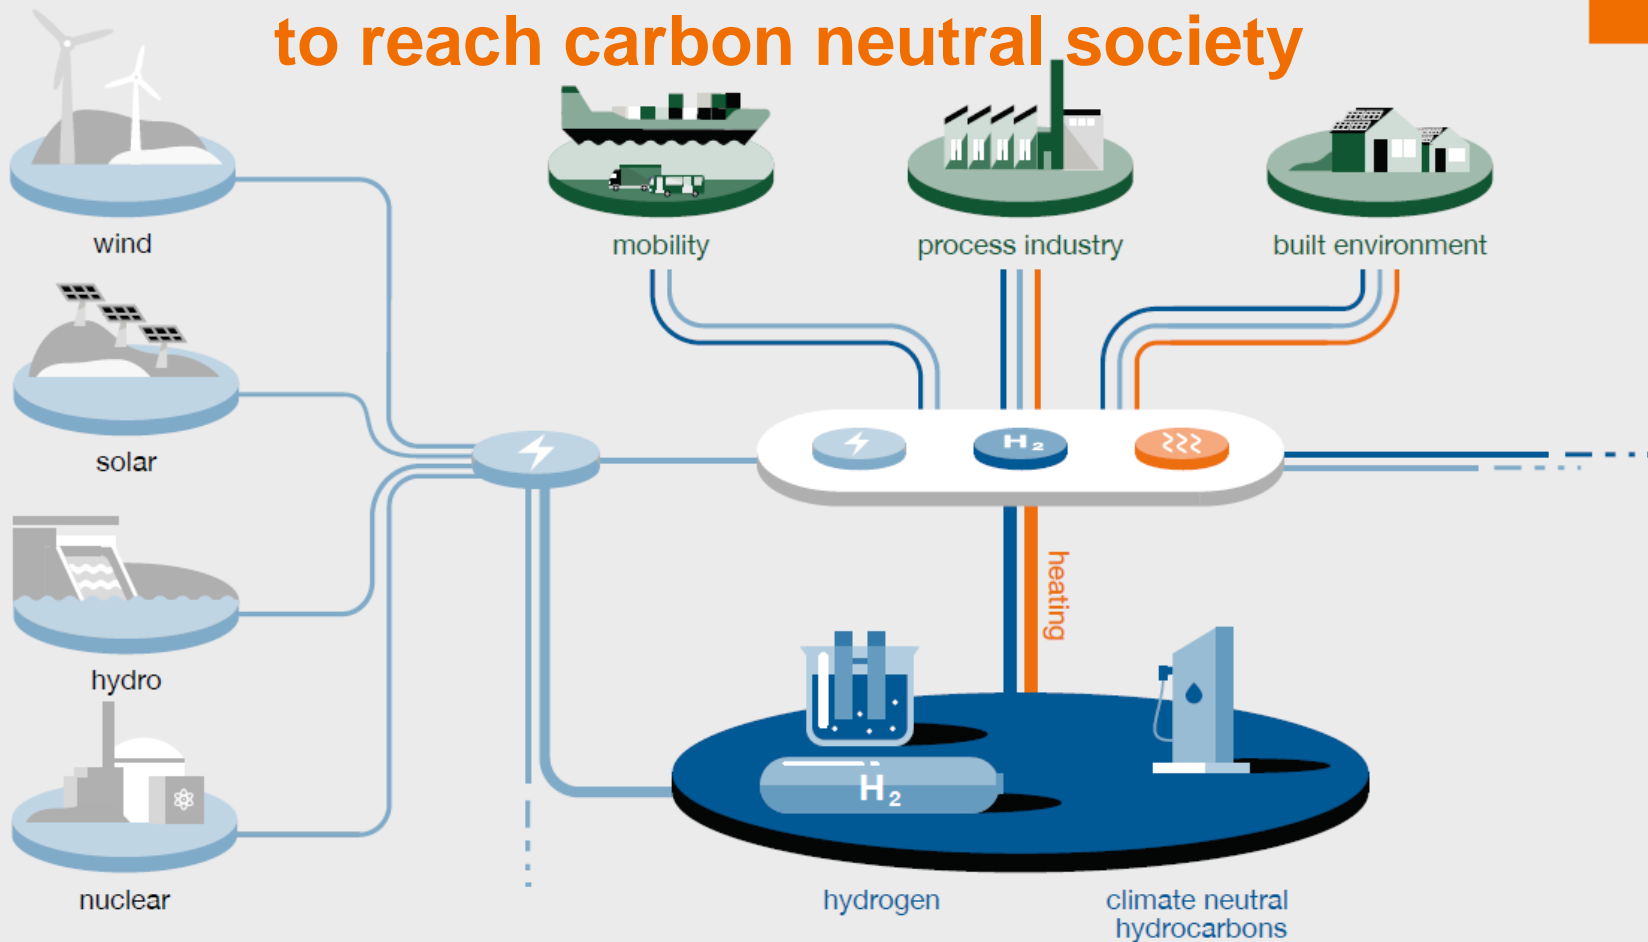 to reach carbon neutral society
wind
mobility
process industry
built environment
solar
H₂
heating
hydro
H₂
nuclear
hydrogen
climate neutral
hydrocarbons